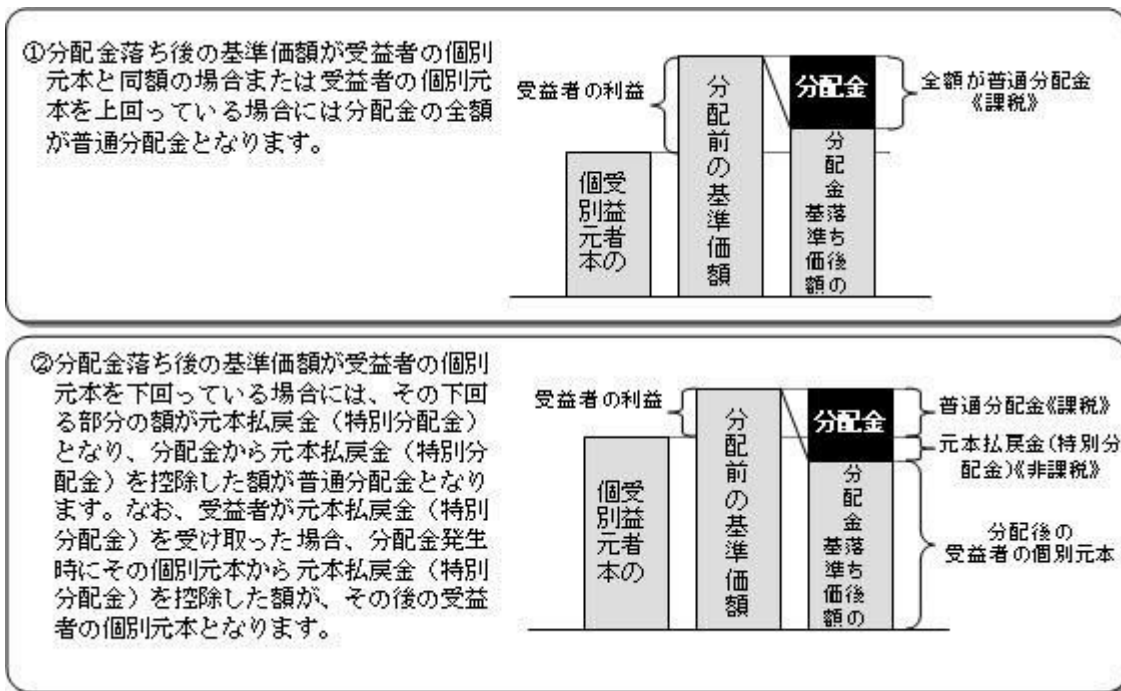 ①分配金落ち後の基準価額が受益者の個別
元本と同額の場合または受益者の個別元
本を上回っている場合には分配金の全額
が普通分配金となります。
受益者の利益
受益者の
個別元本
分配前の基準価額
分配金
分配金落ち後の
基準価額
全額が普通分配金
《課税》
②分配金落ち後の基準価額が受益者の個別
元本を下回っている場合には、その下回
る部分の額が元本払戻金(特別分配金)
となり、分配金から元本払戻金(特別分
配金)を控除した額が普通分配金となり
ます。なお、受益者が元本払戻金(特別
分配金)を受け取った場合、分配金発生
時にその個別元本から元本払戻金(特別
分配金)を控除した額が、その後の受益
者の個別元本となります。
受益者の利益
受益者の
個別元本
分配前の基準価額
分配金
分配金落ち後の
基準価額
普通分配金《課税》
元本払戻金(特別分
配金)《非課税》
分配後の
受益者の個別元本